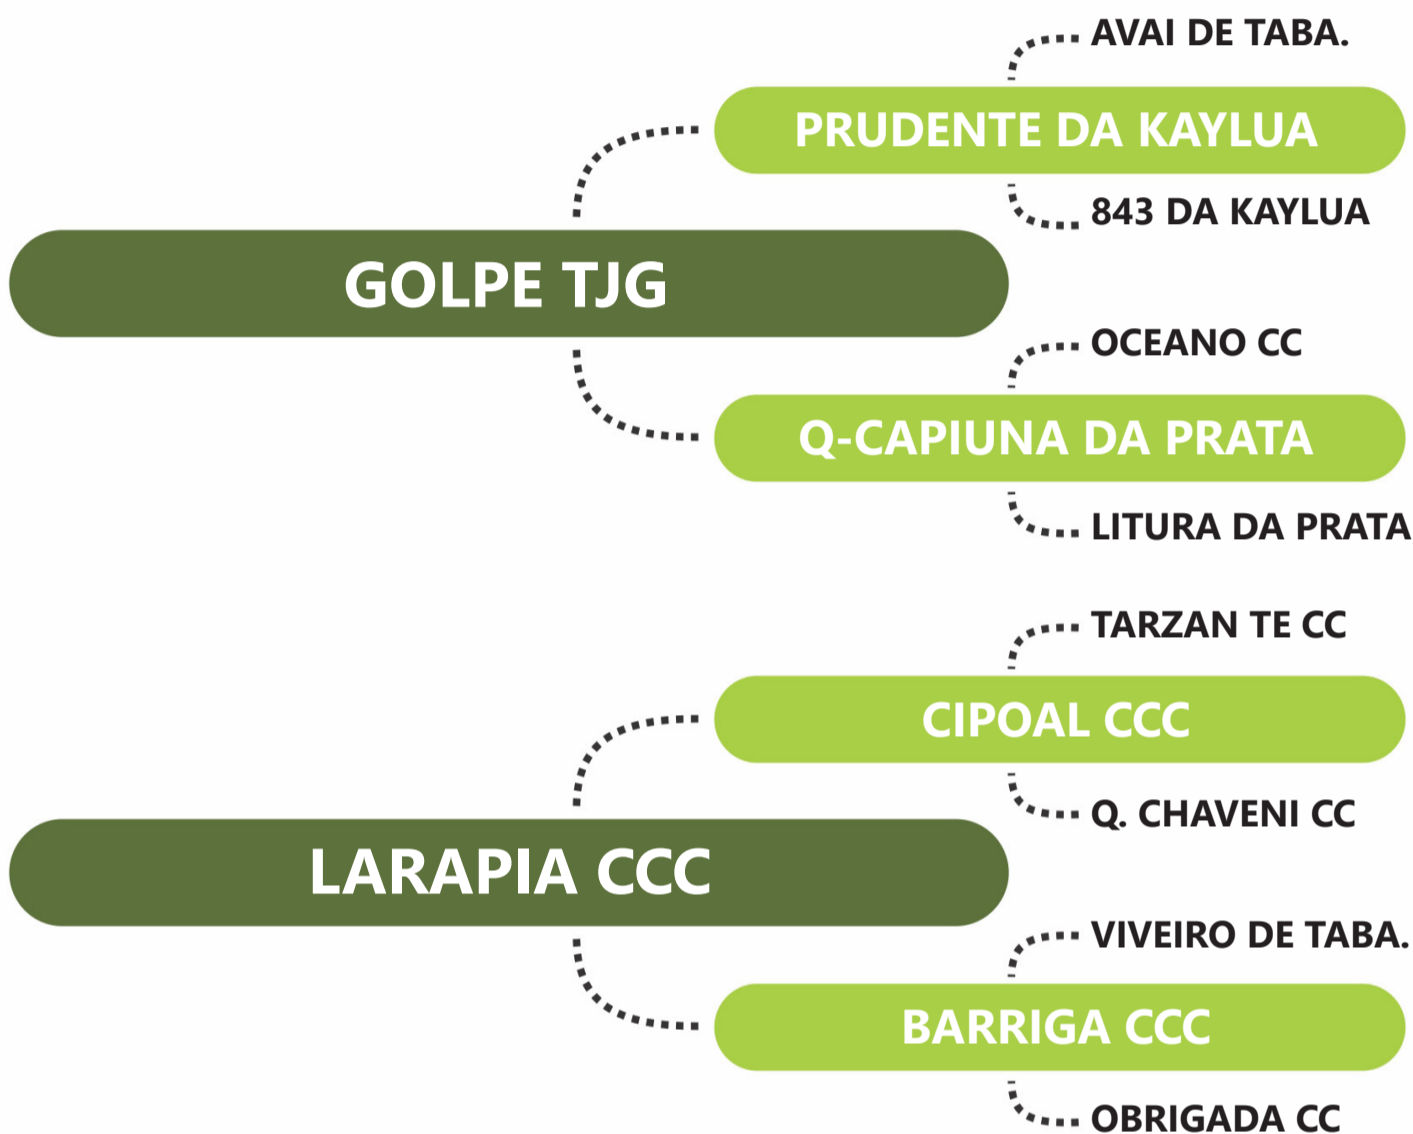 AVAI DE TABA.
PRUDENTE DA KAYLUA
843 DA KAYLUA
GOLPE TJG
OCEANO CC
Q-CAPIUNA DA PRATA
LITURA DA PRATA
TARZAN TE CC
CIPOAL CCC
Q. CHAVENI CC
LARAPIA CCC
VIVEIRO DE TABA.
BARRIGA CCC
OBRIGADA CC